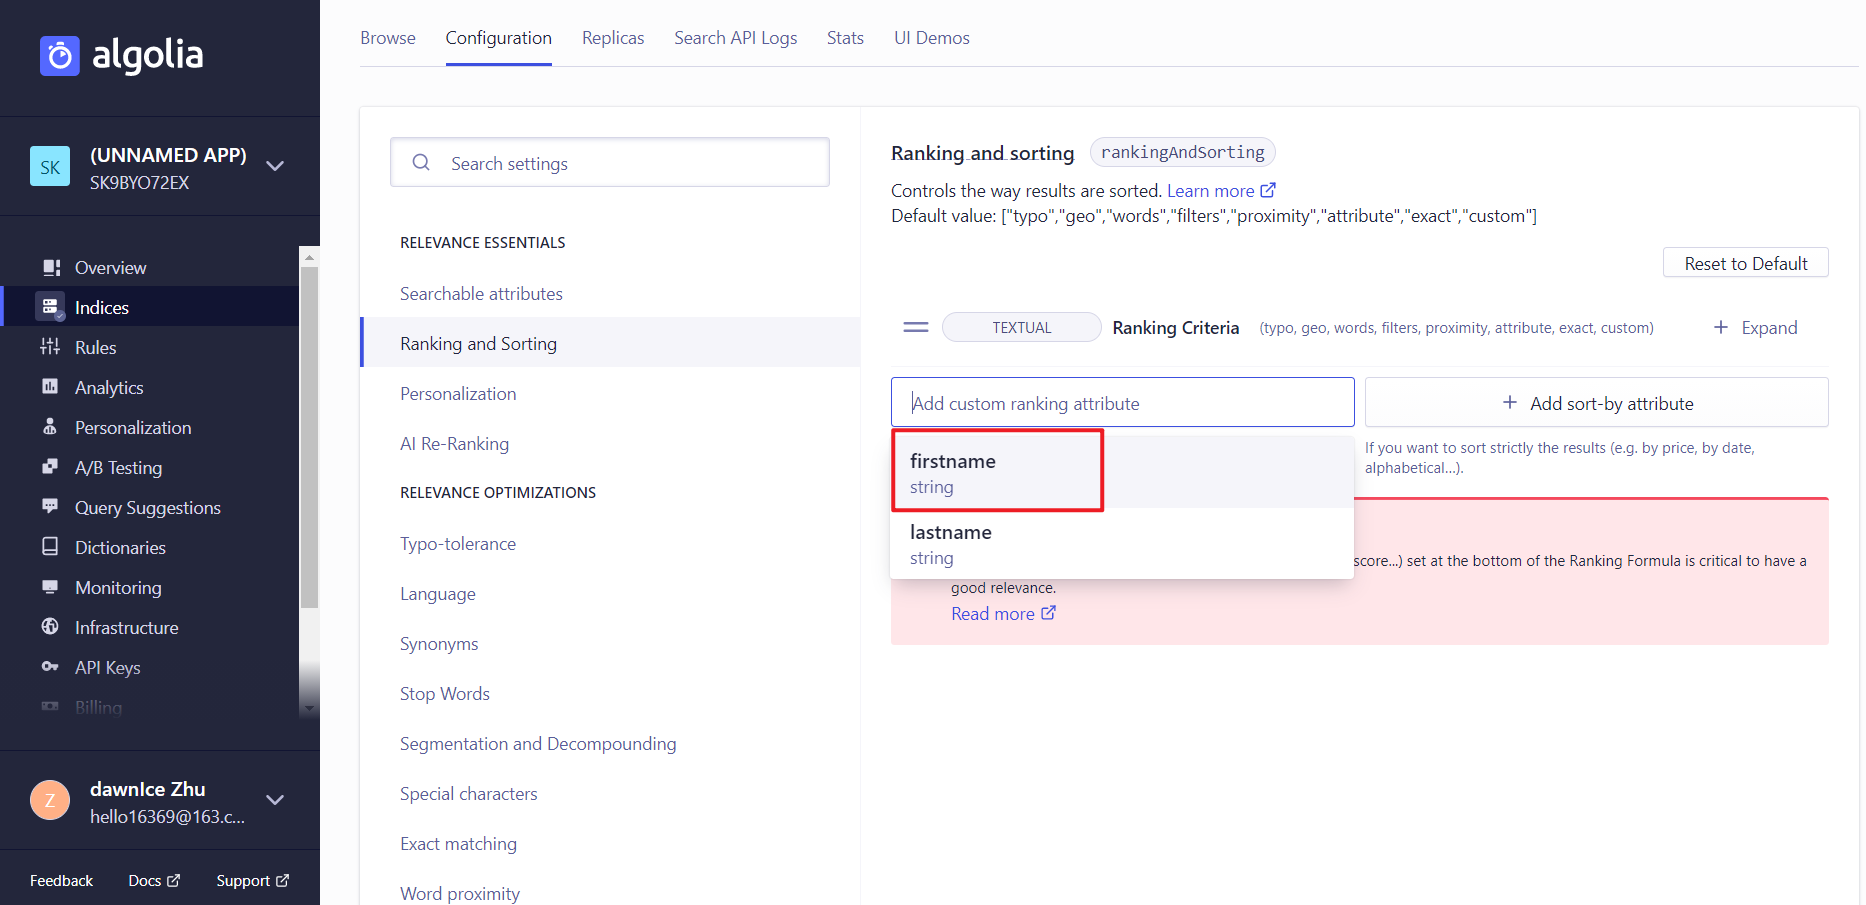 algolia
SK
(UNNAMED APP)
SK9BYO72EX
Overview
Indices
Rules
Analytics
Personalization
A/B Testing
Query Suggestions
Dictionaries
Monitoring
Infrastructure
API Keys
Billing
Z
dawnIce Zhu
hello16369@163.c...
Feedback
Docs
Support
Browse
Configuration
Replicas
Search API Logs
Stats
UI Demos
Search settings
RELEVANCE ESSENTIALS
Searchable attributes
Ranking and Sorting
Personalization
AI Re-Ranking
RELEVANCE OPTIMIZATIONS
Typo-tolerance
Language
Synonyms
Stop Words
Segmentation and Decompounding
Special characters
Exact matching
Word proximity
Ranking and sorting rankingAndSorting
Controls the way results are sorted. Learn more
Default value: ["typo","geo","words","filters","proximity","attribute","exact","custom"]
Reset to Default
TEXTUAL Ranking Criteria (typo, geo, words, filters, proximity, attribute, exact, custom) + Expand
Add custom ranking attribute
+ Add sort-by attribute
If you want to sort strictly the results (e.g. by price, by date,
alphabetical...).
firstname
string
lastname
string
score...) set at the bottom of the Ranking Formula is critical to have a
good relevance.
Read more